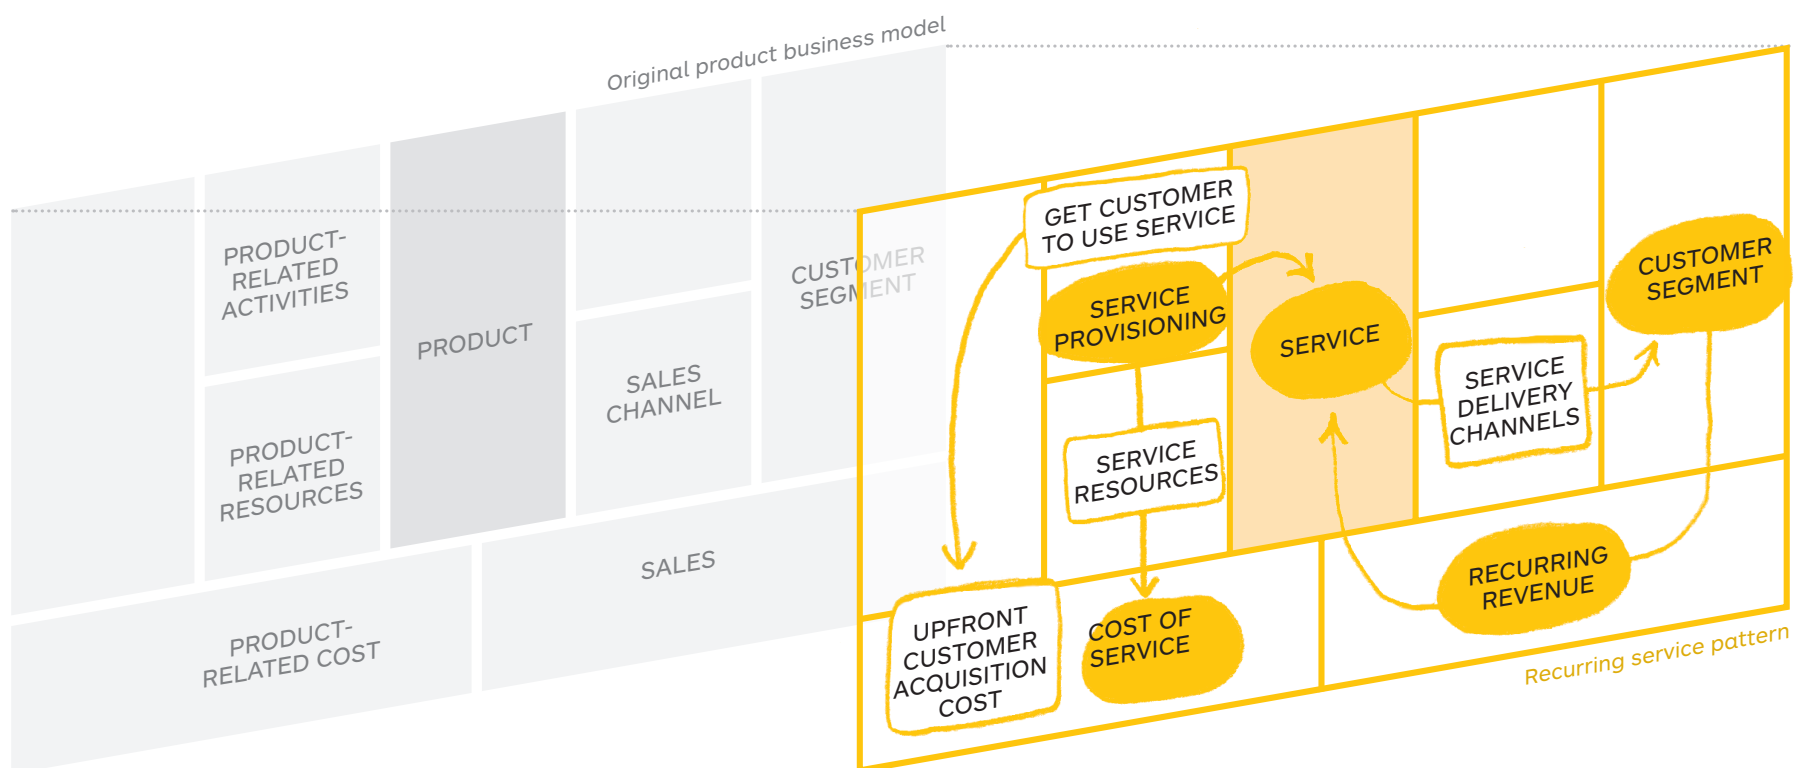 Original product business model
PRODUCT-
RELATED
ACTIVITIES
PRODUCT-
RELATED
RESOURCES
PRODUCT
SALES
CHANNEL
CUSTOMER
SEGMENT
PRODUCT-
RELATED COST
SALES
GET CUSTOMER
TO USE SERVICE
SERVICE
PROVISIONING
SERVICE
RESOURCES
SERVICE
SERVICE
DELIVERY
CHANNELS
CUSTOMER
SEGMENT
UPFRONT
CUSTOMER
ACQUISITION
COST
COST OF
SERVICE
RECURRING
REVENUE
Recurring service pattern